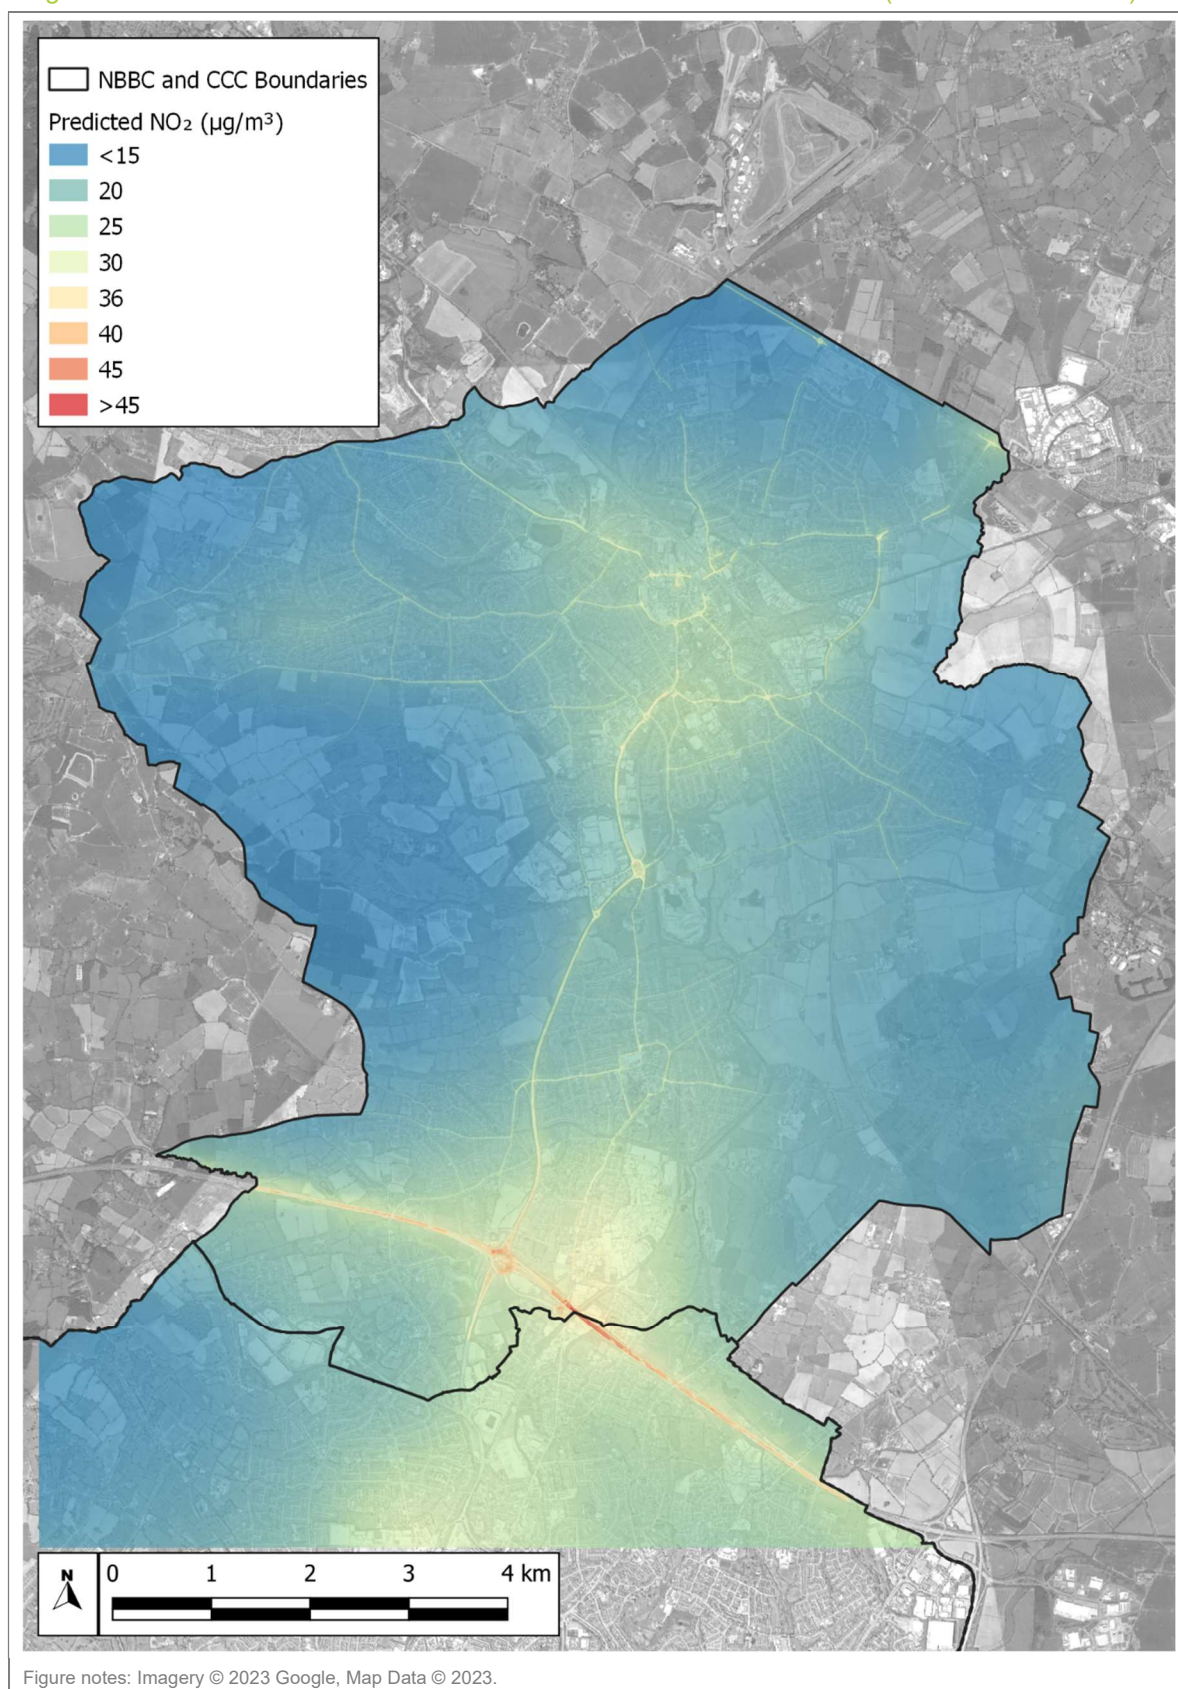 NBBC and CCC Boundaries
Predicted NO₂ (µg/m³)
<15
20
25
30
36
40
45
>45
N
0 1 2 3 4 km
Figure notes: Imagery © 2023 Google, Map Data © 2023.